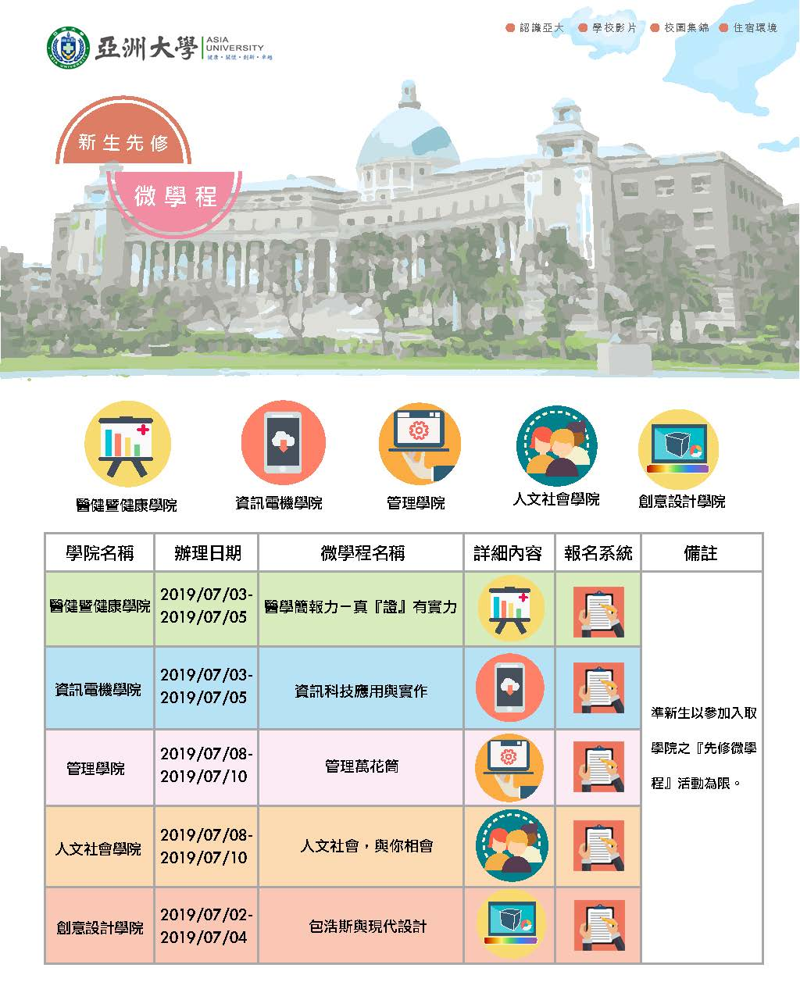 亞洲大學
ASIA
UNIVERSITY
健康・關懷・創新・卓越
認識亞大
學校影片
校園集錦
住宿環境
新生先修
微學程
醫健暨健康學院
資訊電機學院
管理學院
人文社會學院
創意設計學院
學院名稱
辦理日期
微學程名稱
詳細內容
報名系統
備註
醫健暨健康學院
2019/07/03-
2019/07/05
醫學簡報力－真『證』有實力
資訊電機學院
2019/07/03-
2019/07/05
資訊科技應用與實作
管理學院
2019/07/08-
2019/07/10
管理萬花筒
人文社會學院
2019/07/08-
2019/07/10
人文社會，與你相會
創意設計學院
2019/07/02-
2019/07/04
包浩斯與現代設計
準新生以參加入取
學院之『先修微學
程』活動為限。